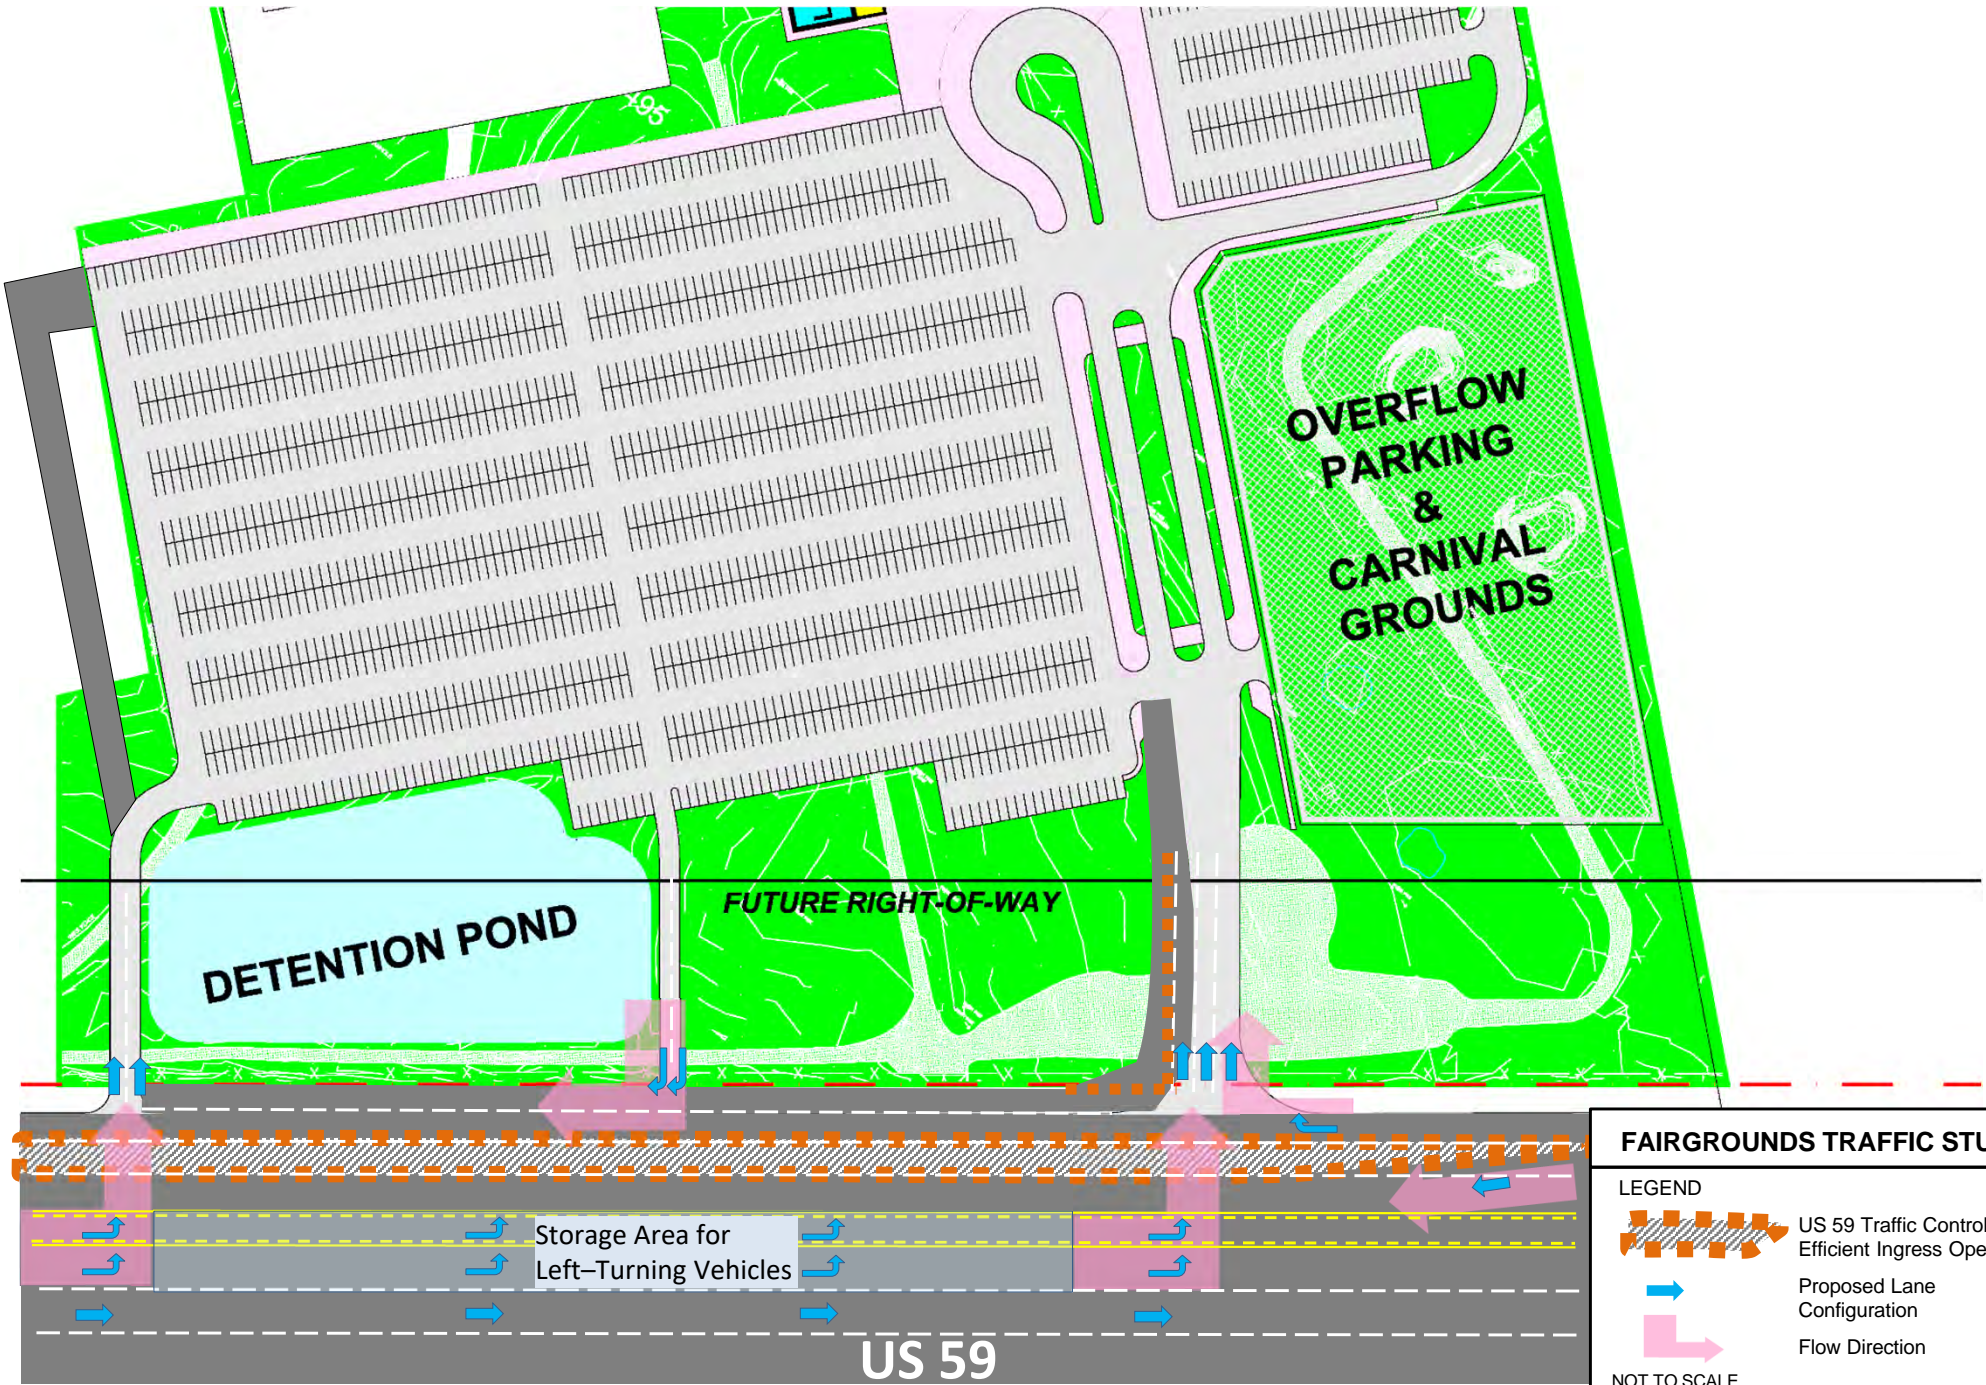 ×95
OVERFLOW
PARKING
&
CARNIVAL
GROUNDS
FUTURE RIGHT-OF-WAY
DETENTION POND
Storage Area for
Left–Turning Vehicles
US 59
FAIRGROUNDS TRAFFIC STU
LEGEND
US 59 Traffic Control
Efficient Ingress Ope
Proposed Lane
Configuration
Flow Direction
NOT TO SCALE